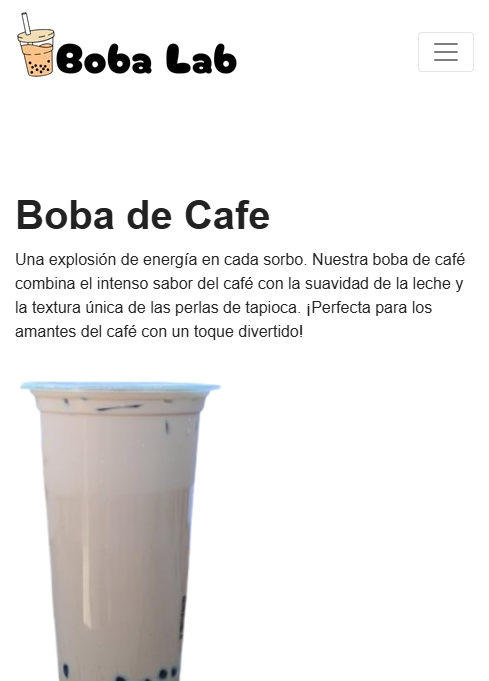 Boba Lab
Boba de Cafe
Una explosión de energía en cada sorbo. Nuestra boba de café
combina el intenso sabor del café con la suavidad de la leche y
la textura única de las perlas de tapioca. ¡Perfecta para los
amantes del café con un toque divertido!